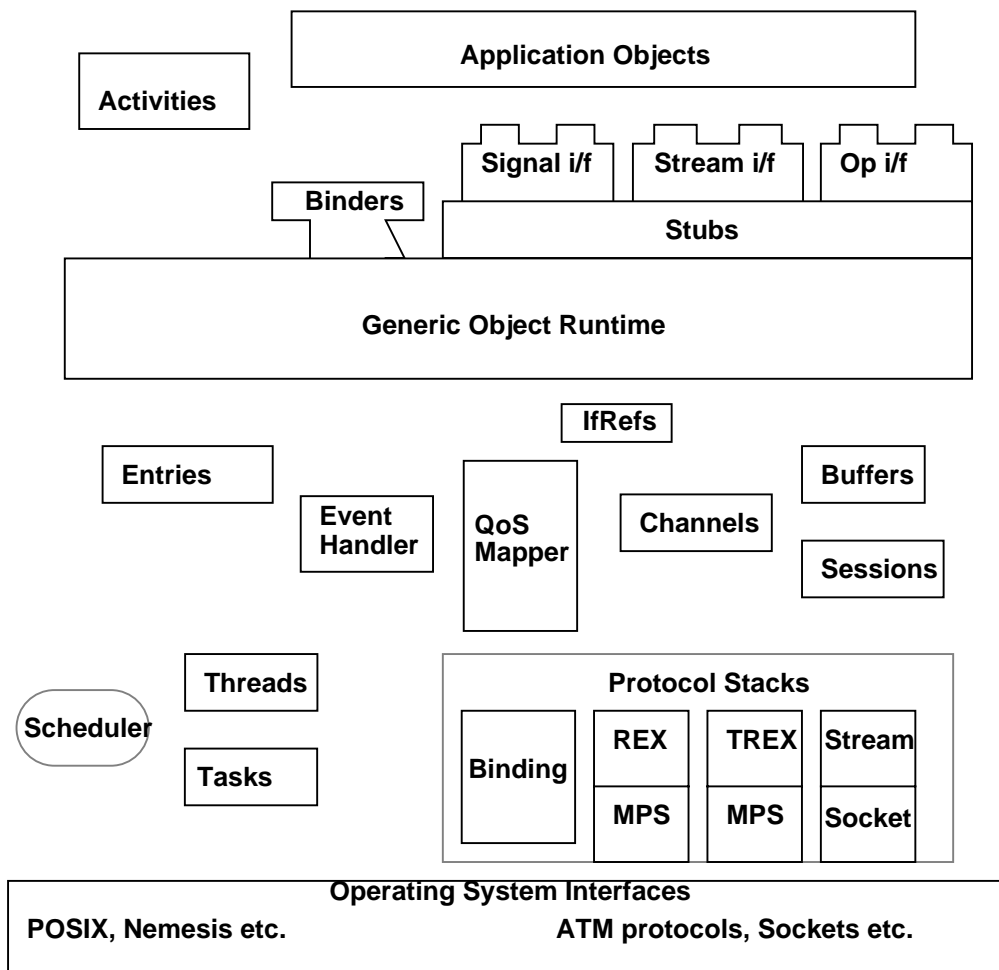 Application Objects
Activities
Signal i/f
Stream i/f
Op i/f
Binders
Stubs
Generic Object Runtime
IfRefs
Entries
Buffers
Event
Handler
QoS
Mapper
Channels
Sessions
Threads
Protocol Stacks
Scheduler
REX
TREX
Stream
Tasks
Binding
MPS
MPS
Socket
Operating System Interfaces
POSIX, Nemesis etc.
ATM protocols, Sockets etc.